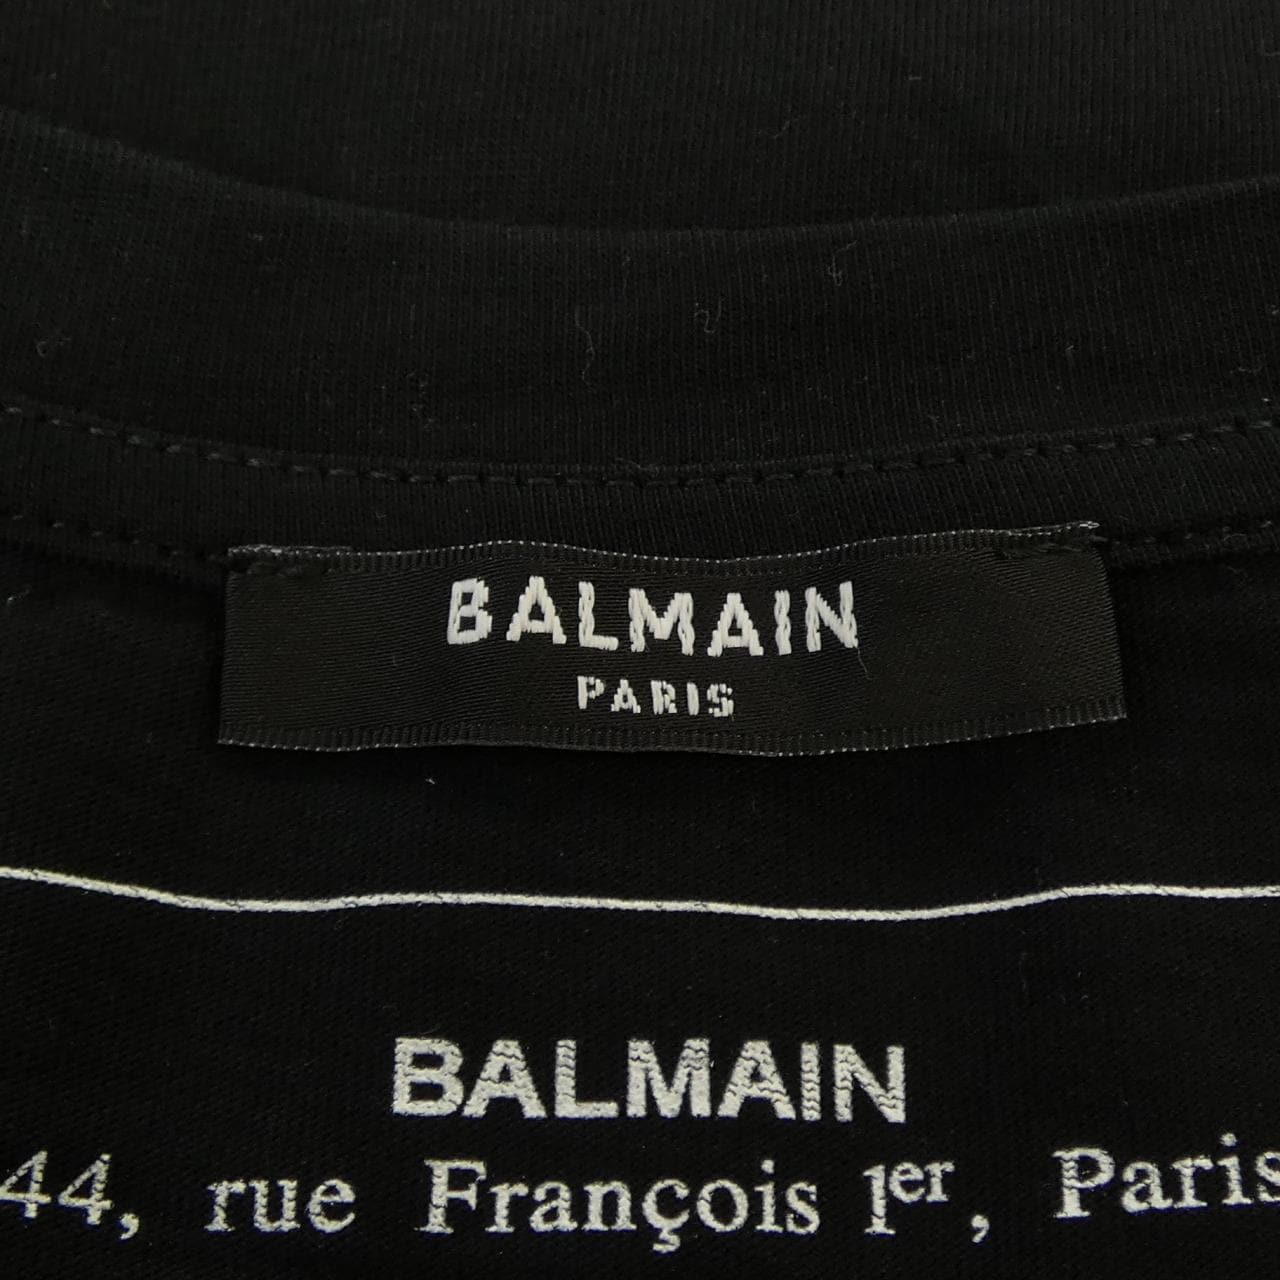 BALMAIN
PARIS
BALMAIN
44, rue François 1er, Paris